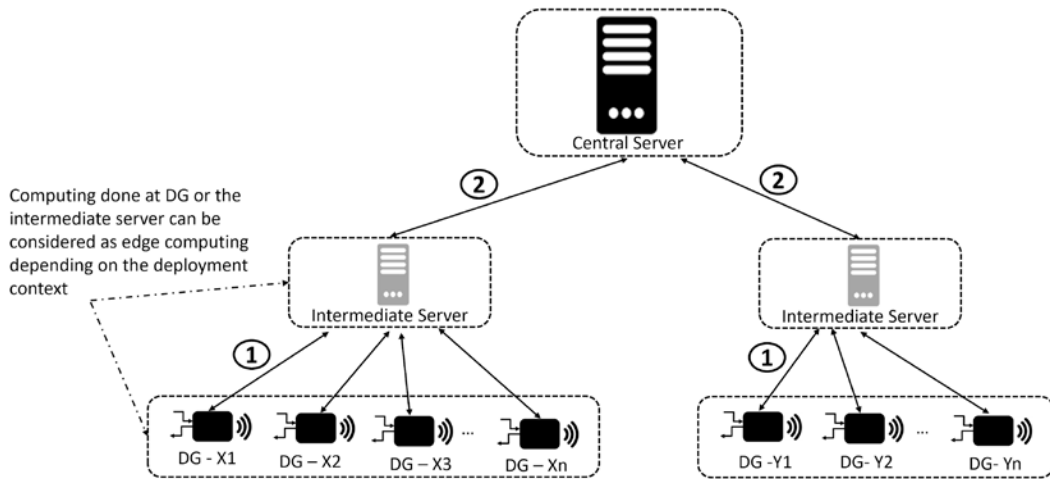 Central Server
2
2
Computing done at DG or the
intermediate server can be
considered as edge computing
depending on the deployment
context
Intermediate Server
Intermediate Server
1
1
...
...
DG - X1
DG – X2
DG – X3
DG – Xn
DG -Y1
DG- Y2
DG- Yn